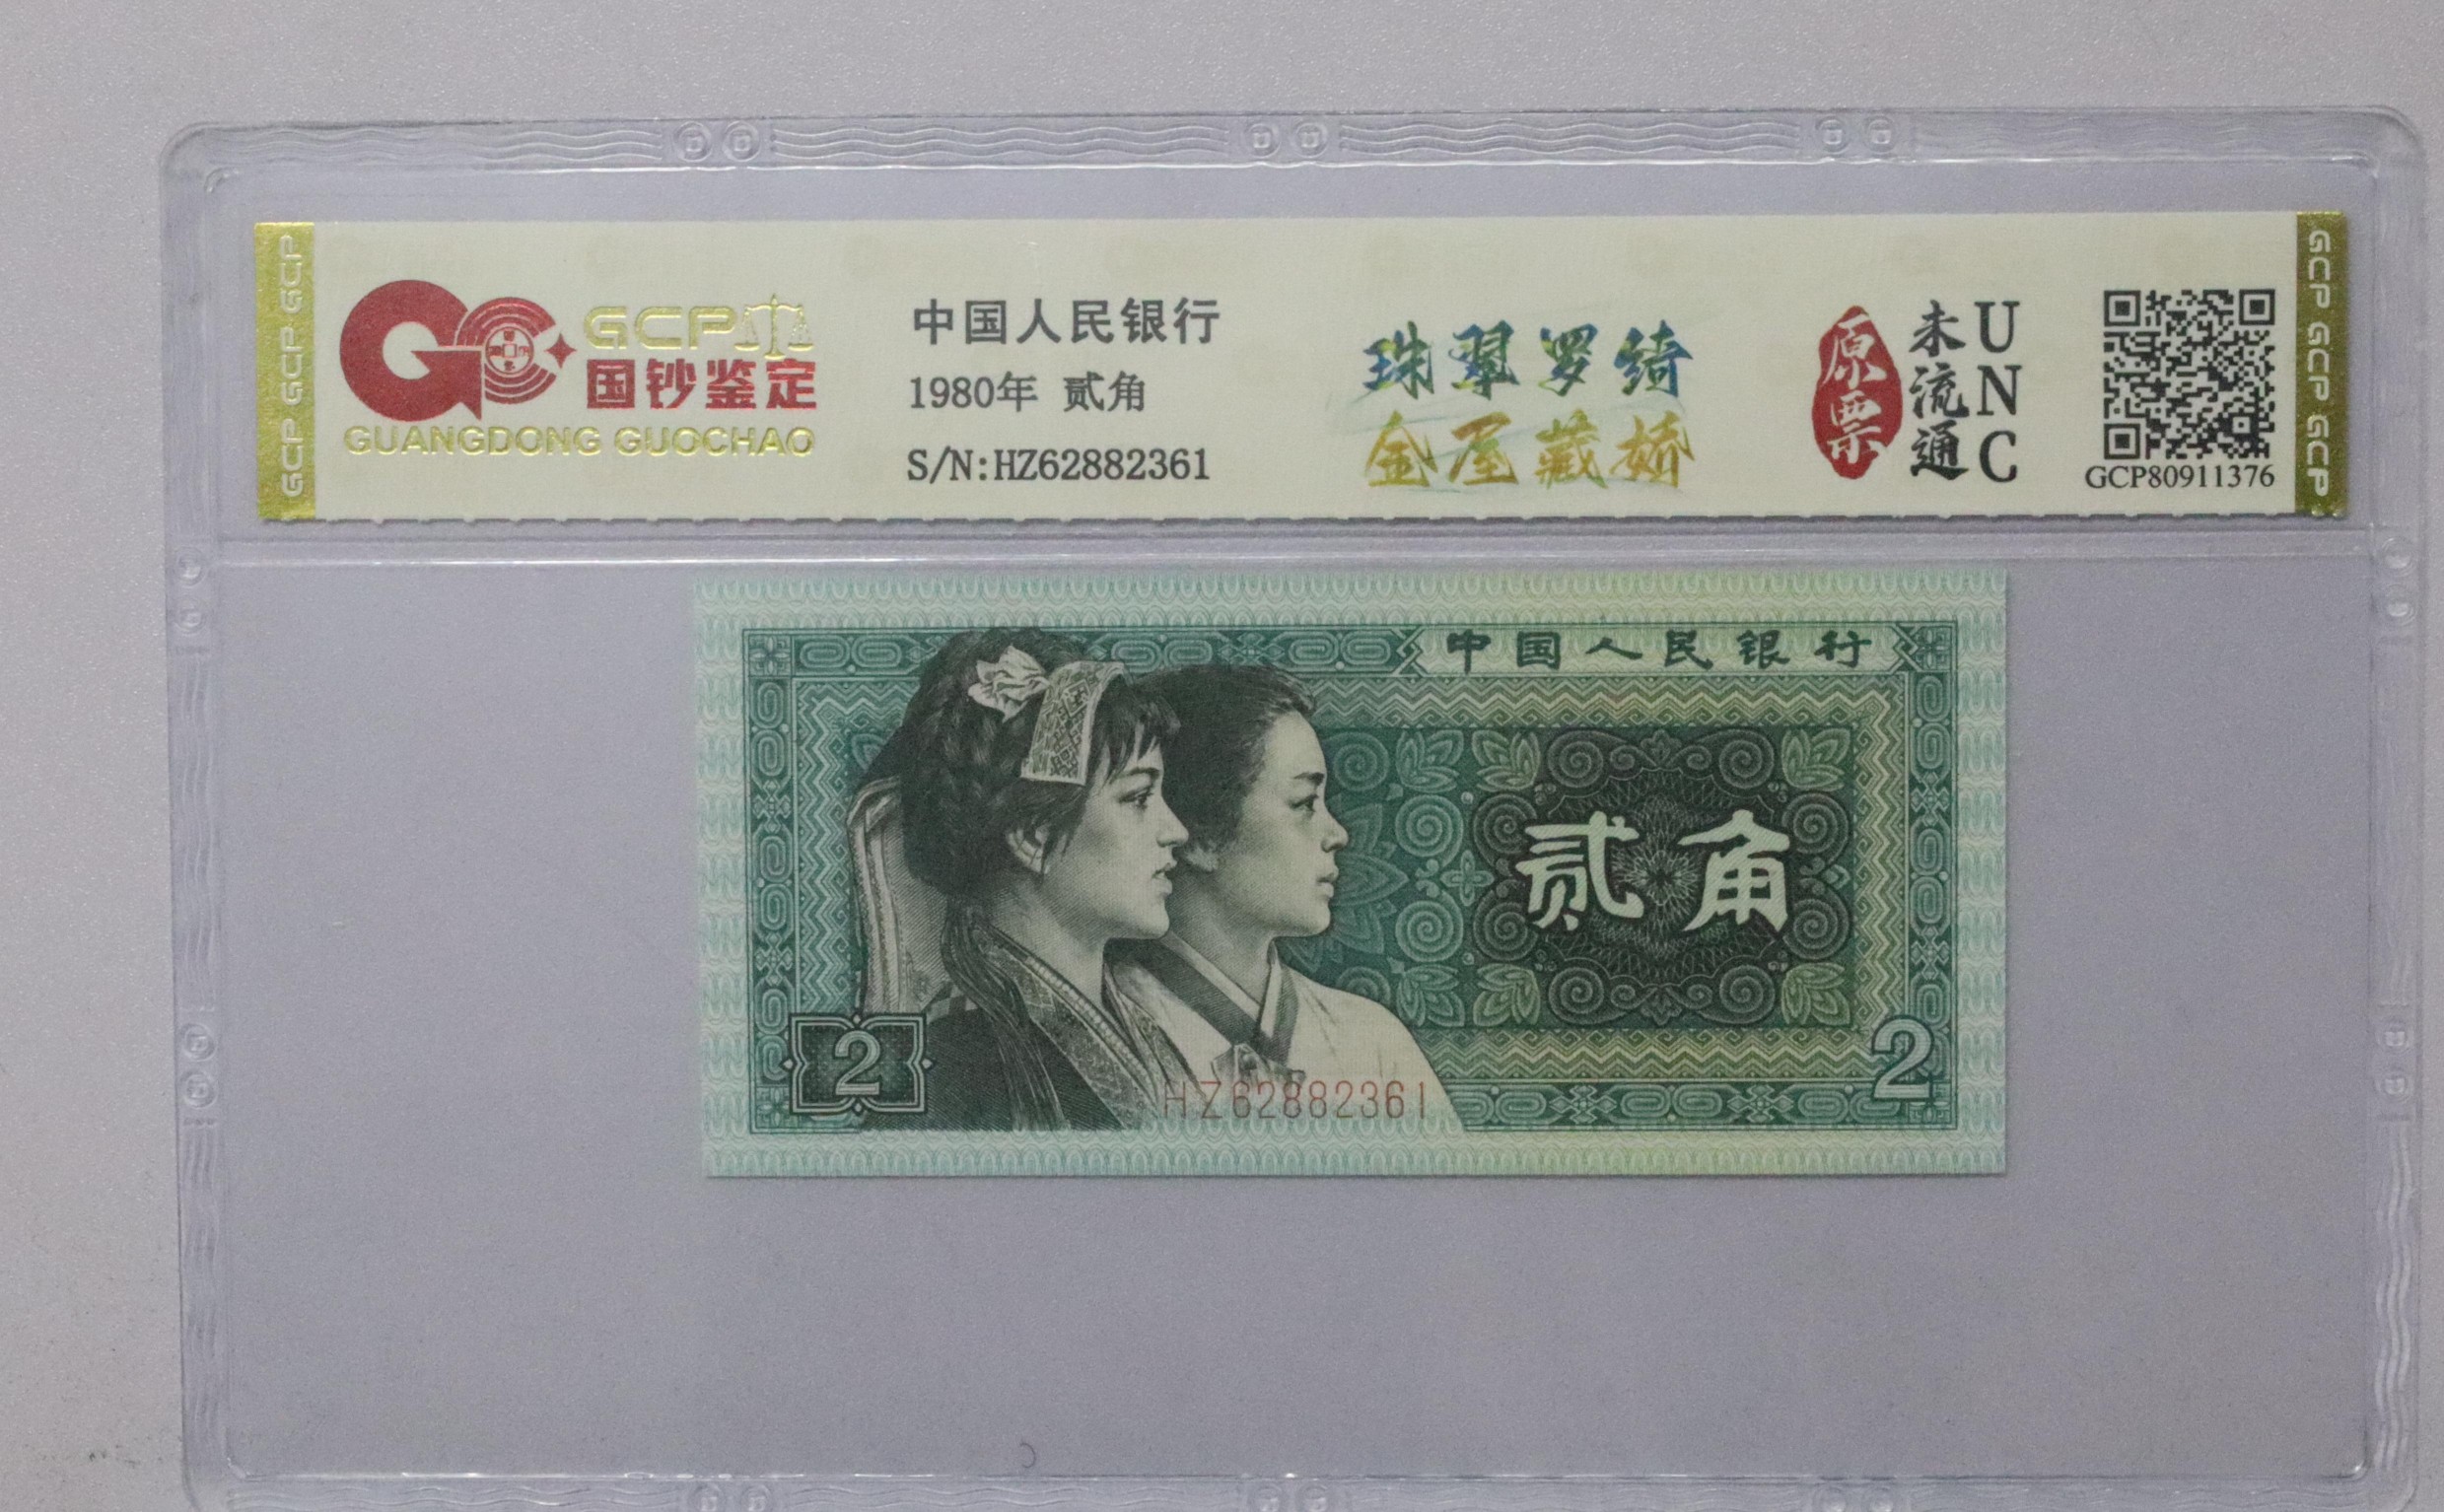 GCP GCP GCP
GCP
国钞鉴定
GUANGDONG GUOCHAO
中国人民银行
1980年 贰角
S/N:HZ62882361
珠翠罗绮
金屋藏娇
原票
未流通
UNC
GCP80911376
GCP GCP GCP
中国人民银行
贰角
2
HZ62882361
2